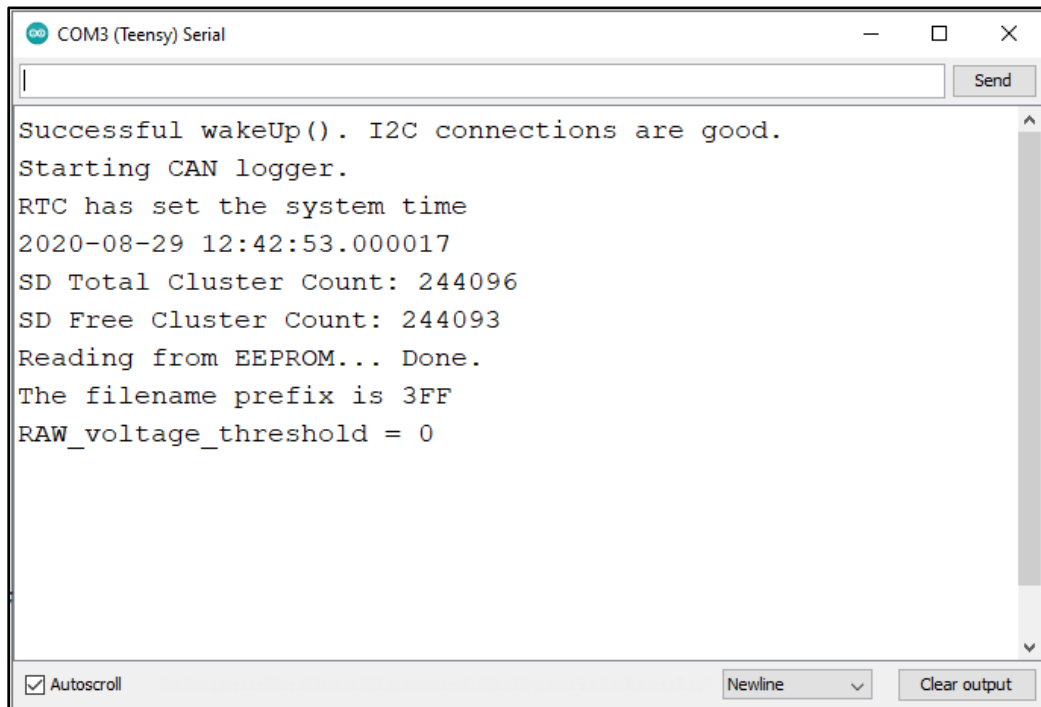 COM3 (Teensy) Serial
Send
Successful wakeUp(). I2C connections are good.
Starting CAN logger.
RTC has set the system time
2020-08-29 12:42:53.000017
SD Total Cluster Count: 244096
SD Free Cluster Count: 244093
Reading from EEPROM... Done.
The filename prefix is 3FF
RAW_voltage_threshold = 0
Autoscroll Newline Clear output